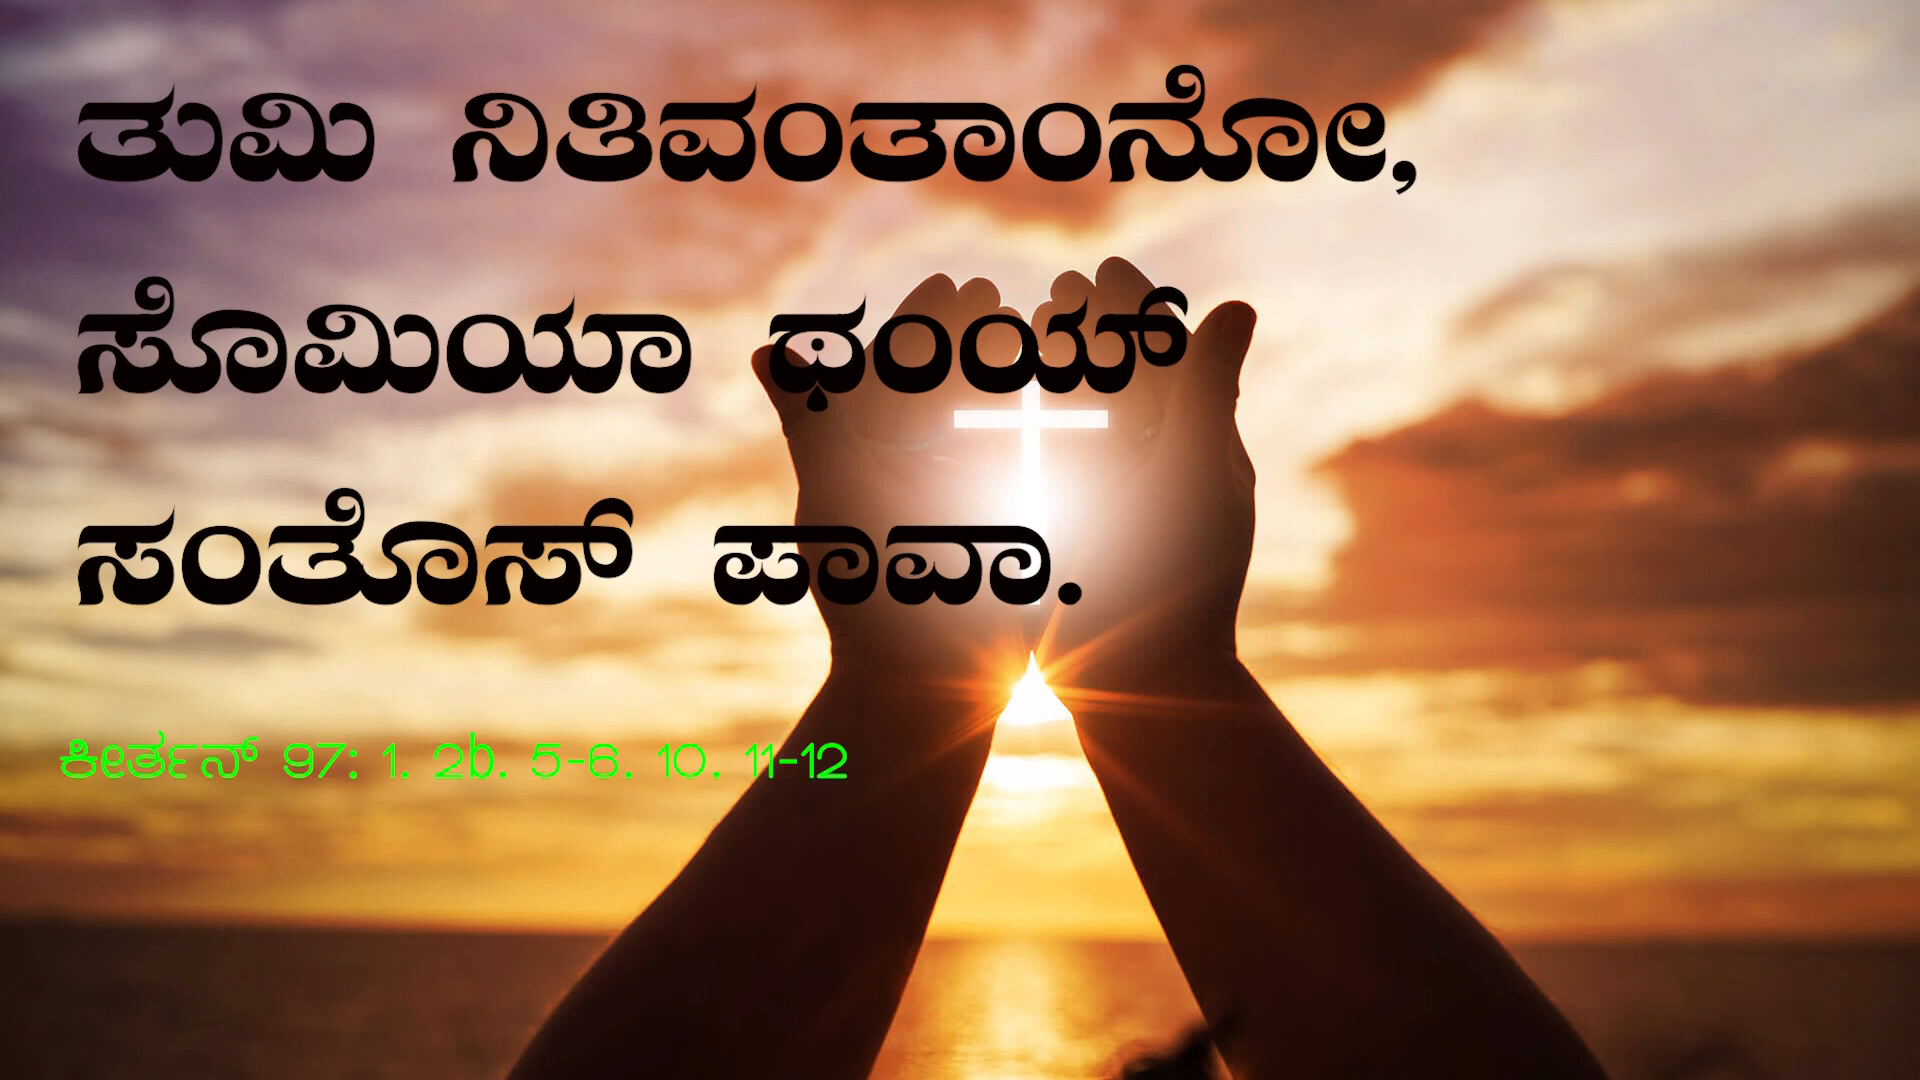 ತುಮಿ ನಿತಿವಂತಾಂನೋ,
ಸೊಮಿಯಾ ಥಂಯ್
ಸಂತೊಸ್ ಪಾವಾ.
ಕೀರ್ತನ್ 97: 1. 2b. 5-6. 10. 11-12